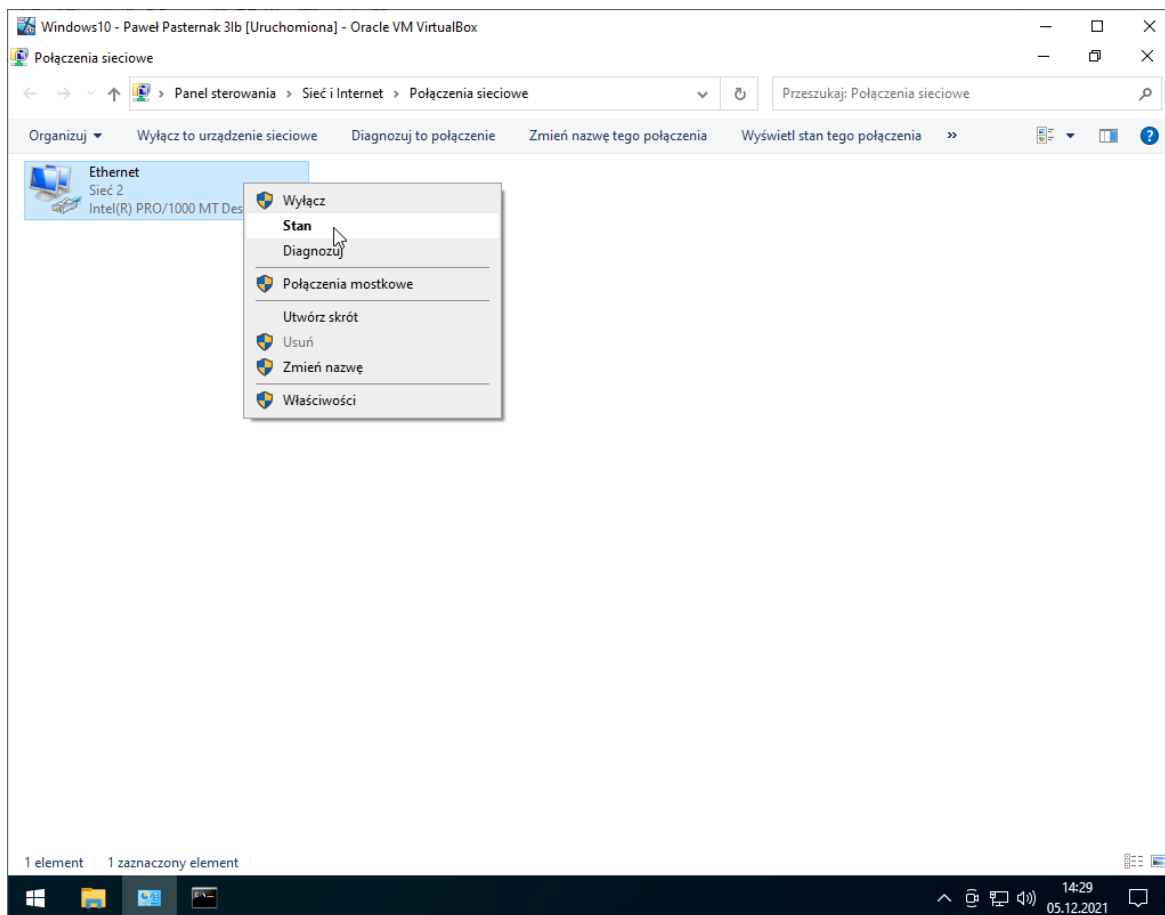 Windows10 - Paweł Pasternak 3lb [Uruchomiona] - Oracle VM VirtualBox
Połączenia sieciowe
Panel sterowania > Sieć i Internet > Połączenia sieciowe
Przeszukaj: Połączenia sieciowe
Organizuj
Wyłącz to urządzenie sieciowe
Diagnozuj to połączenie
Zmień nazwę tego połączenia
Wyświetl stan tego połączenia
»
Ethernet
Sieć 2
Intel(R) PRO/1000 MT Des
Wyłącz
Stan
Diagnozuj
Połączenia mostkowe
Utwórz skrót
Usuń
Zmień nazwę
Właściwości
1 element
1 zaznaczony element
14:29
05.12.2021